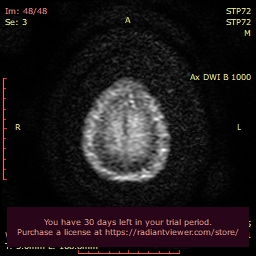 Im: 48/48
Se: 3
A
STP72
STP72
M
Ax DWI B 1000
R
L
You have 30 days left in your trial period.
Purchase a license at https://radiantviewer.com/store/